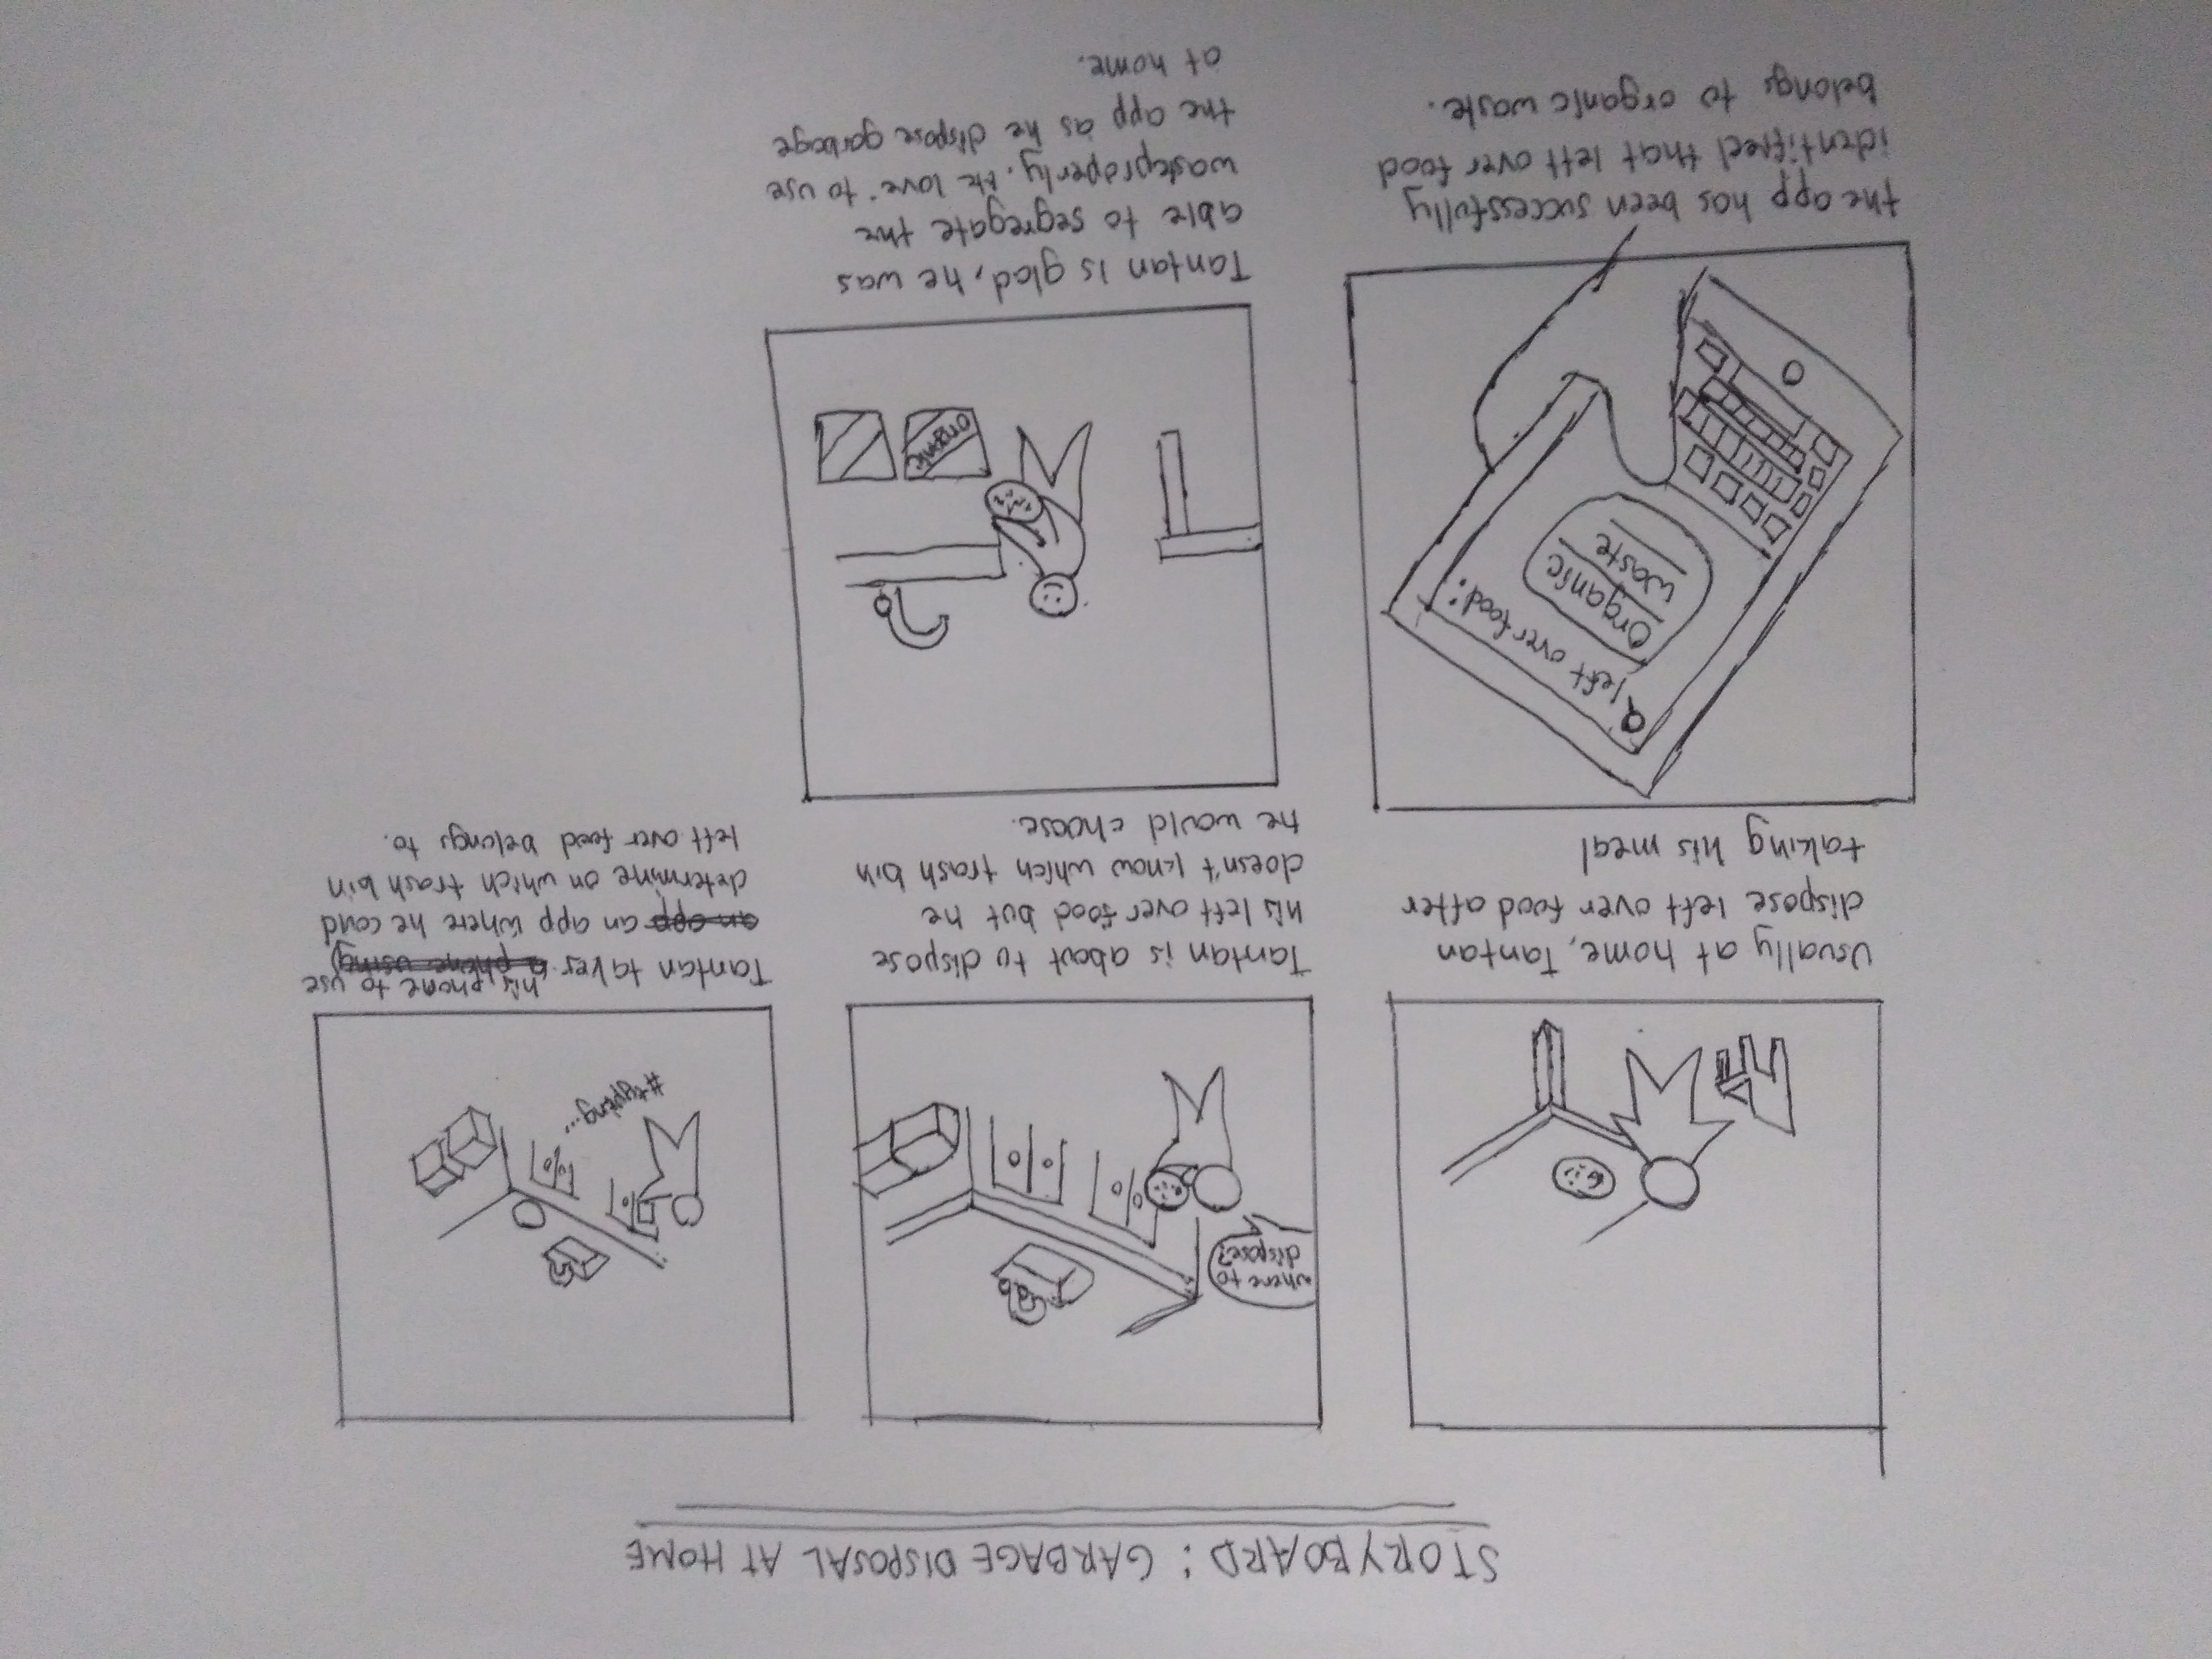 STORYBOARD: GARBAGE DISPOSAL AT HOME
Usually at home, Tantan
dispose left over food after
taking his meal
where to
dispose?
Tantan is about to dispose
his left over food but he
doesn't know which trash bin
he would choose.
#typing...
Tantan takes his phone to use
a phone using
an app an app where he could
determine on which trash bin
left over food belongs to.
left over food:
Organic
waste
the app has been successfully
identified that left over food
belongs to organic waste.
organic
Tantan is glad, he was
able to segregate the
waste properly. He love to use
the app as he dispose garbage
at home.